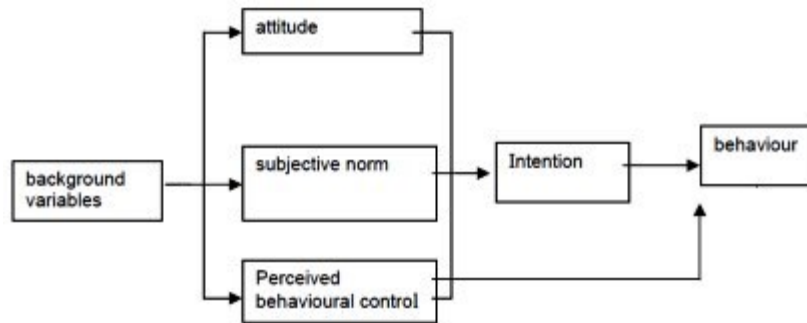 attitude
background
variables
subjective norm
Perceived
behavioural control
Intention
behaviour